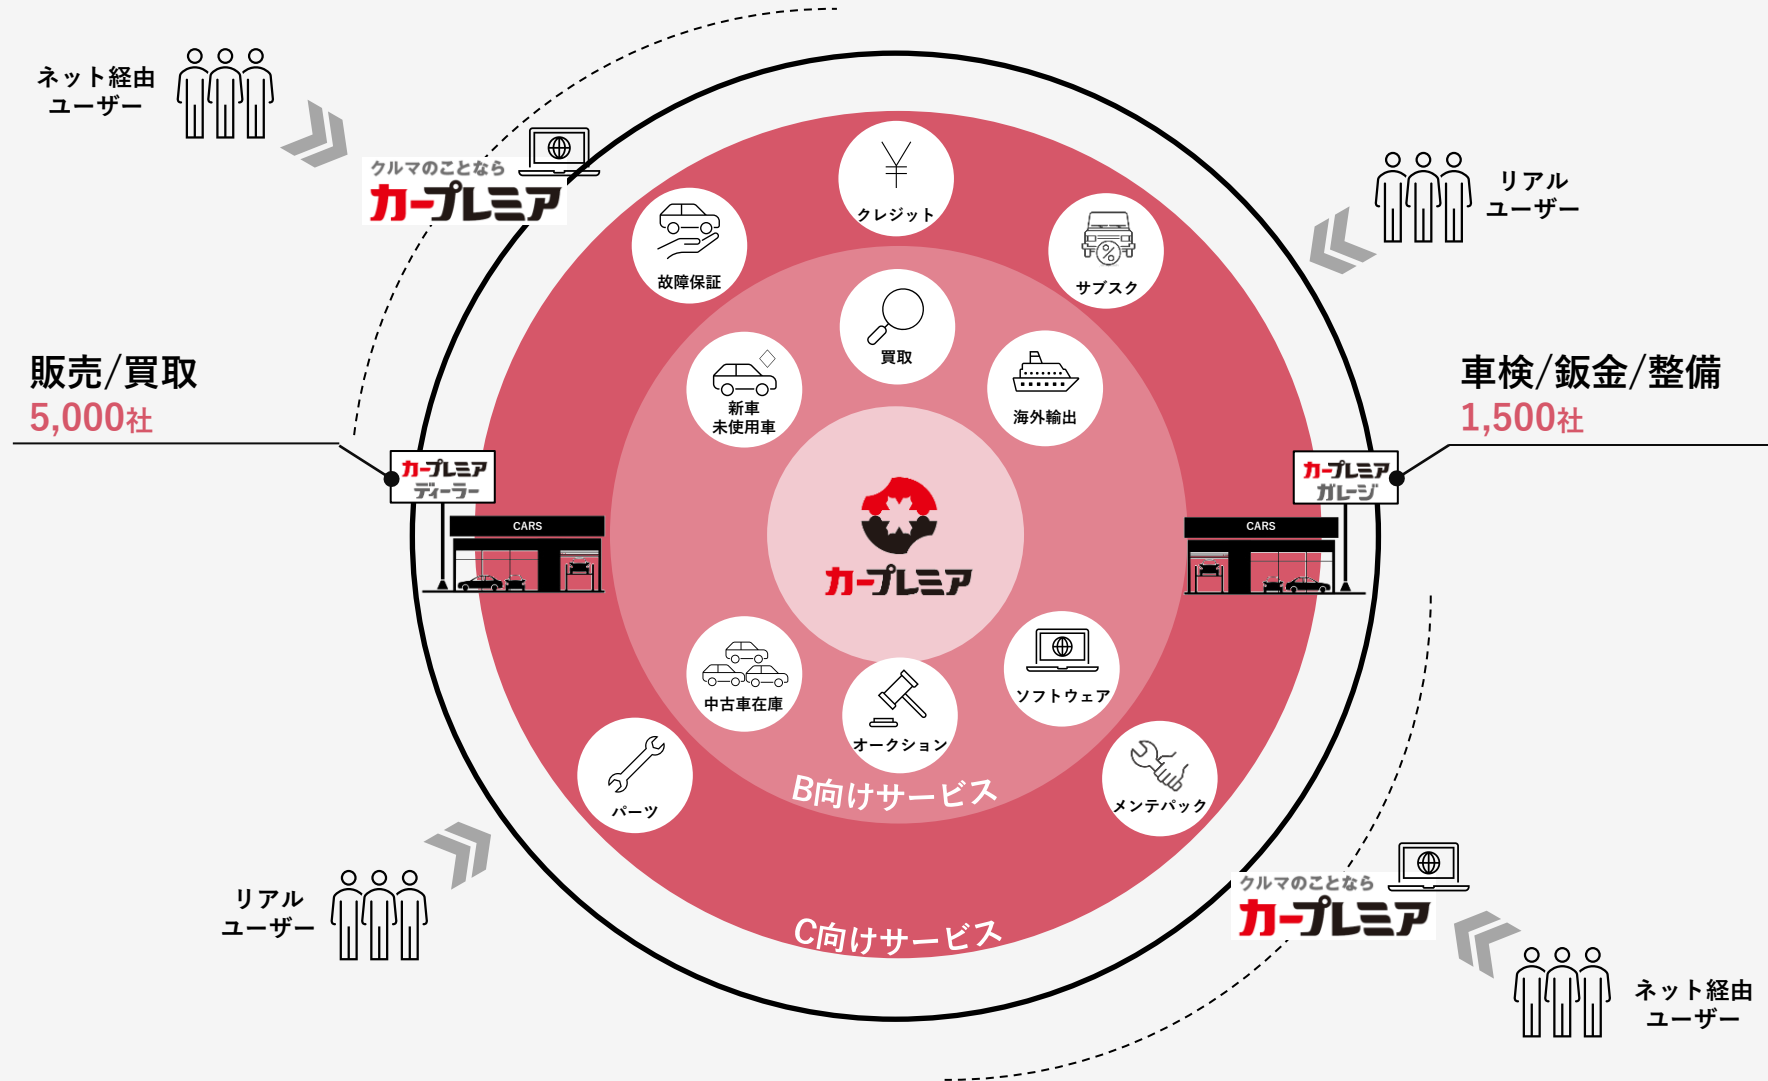 ネット経由
ユーザー
クルマのことなら
カープレミア
リアル
ユーザー
クレジット
故障保証
サブスク
買取
新車
未使用車
海外輸出
販売/買取
5,000社
車検/鈑金/整備
1,500社
カープレミア
ディーラー
CARS
カープレミア
ガレージ
CARS
カープレミア
中古車在庫
オークション
ソフトウェア
パーツ
メンテパック
B向けサービス
C向けサービス
リアル
ユーザー
クルマのことなら
カープレミア
ネット経由
ユーザー